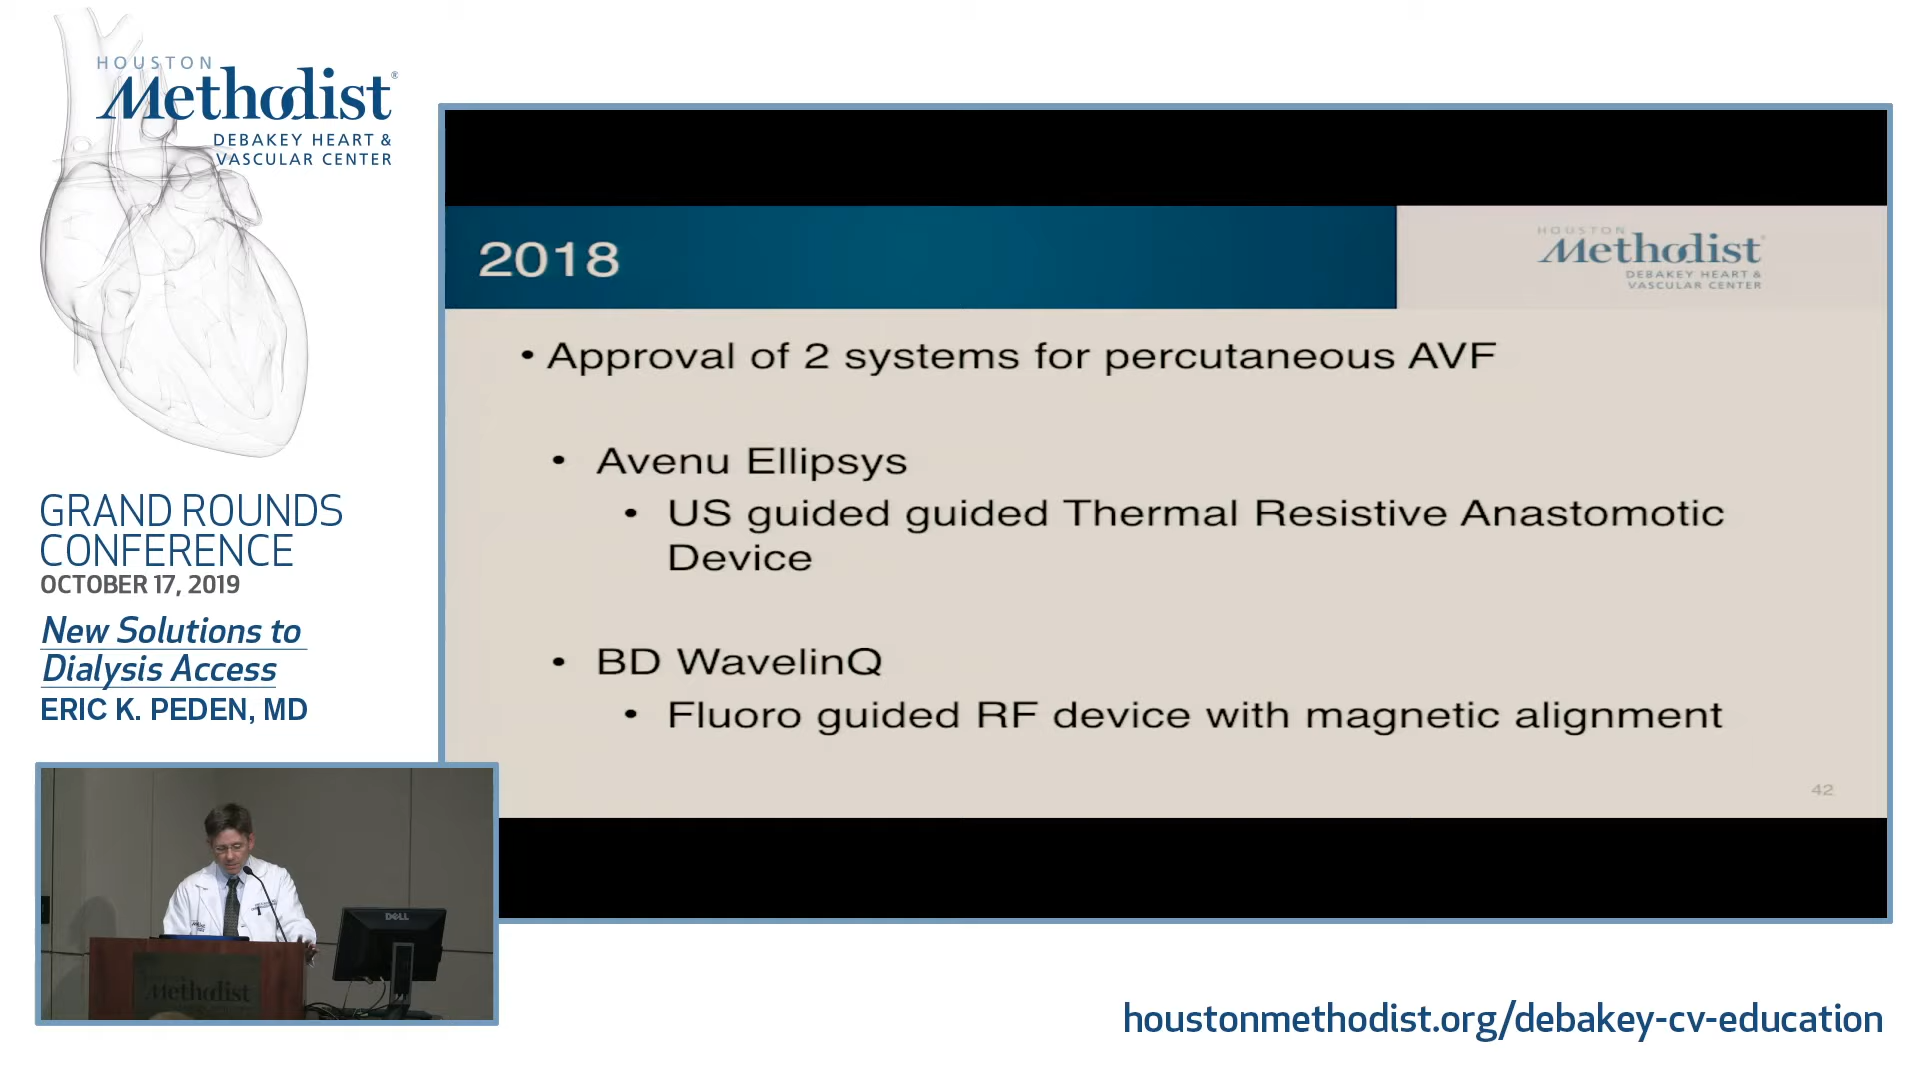 HOUSTON
Methodist®
DEBAKEY HEART &
VASCULAR CENTER
GRAND ROUNDS
CONFERENCE
OCTOBER 17, 2019
New Solutions to
Dialysis Access
ERIC K. PEDEN, MD
2018
HOUSTON
Methodist
DEBAKEY HEART &
VASCULAR CENTER
• Approval of 2 systems for percutaneous AVF
• Avenu Ellipsys
• US guided guided Thermal Resistive Anastomotic
Device
• BD WavelinQ
• Fluoro guided RF device with magnetic alignment
42
DELL
Methodist
houstonmethodist.org/debakey-cv-education